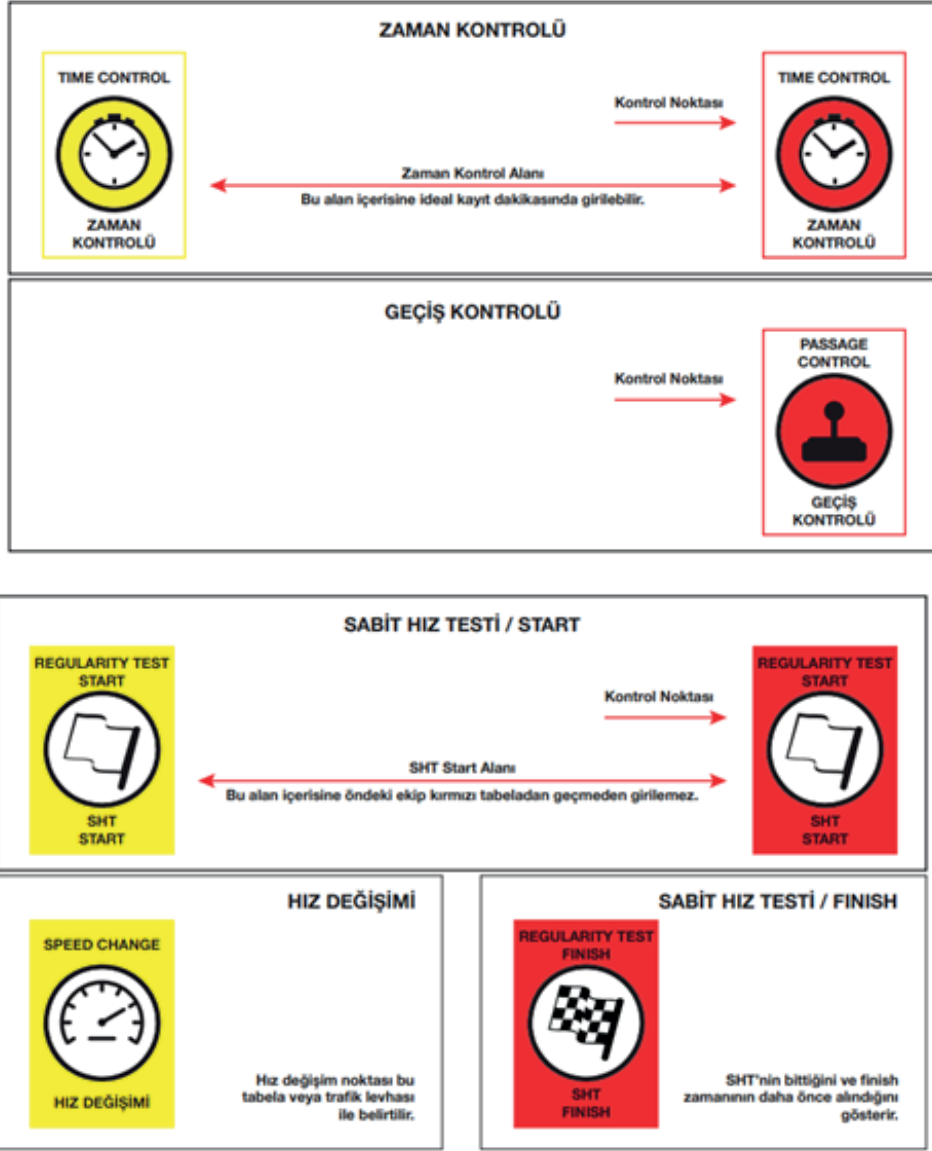 ZAMAN KONTROLÜ
TIME CONTROL
ZAMAN
KONTROLÜ
Kontrol Noktası
Zaman Kontrol Alanı
Bu alan içerisine ideal kayıt dakikasında girilebilir.
TIME CONTROL
ZAMAN
KONTROLÜ
GEÇİŞ KONTROLÜ
Kontrol Noktası
PASSAGE
CONTROL
GEÇİŞ
KONTROLÜ
SABİT HIZ TESTİ / START
REGULARITY TEST
START
SHT
START
Kontrol Noktası
SHT Start Alanı
Bu alan içerisine öndeki ekip kırmızı tabeladan geçmeden girilemez.
REGULARITY TEST
START
SHT
START
HIZ DEĞİŞİMİ
SPEED CHANGE
HIZ DEĞİŞİMİ
Hız değişim noktası bu
tabela veya trafik levhası
ile belirtilir.
SABİT HIZ TESTİ / FINISH
REGULARITY TEST
FINISH
SHT
FINISH
SHT'nin bittiğini ve finish
zamanının daha önce alındığını
gösterir.